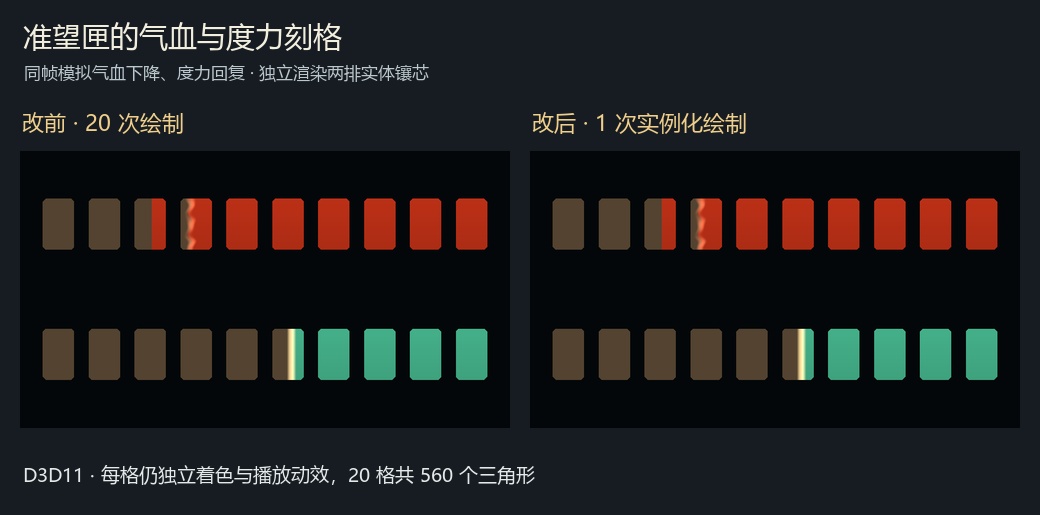 准望匣的气血与度力刻格
同帧模拟气血下降、度力回复 · 独立渲染两排实体镶芯
改前 · 20 次绘制
改后 · 1 次实例化绘制
D3D11 · 每格仍独立着色与播放动效，20 格共 560 个三角形